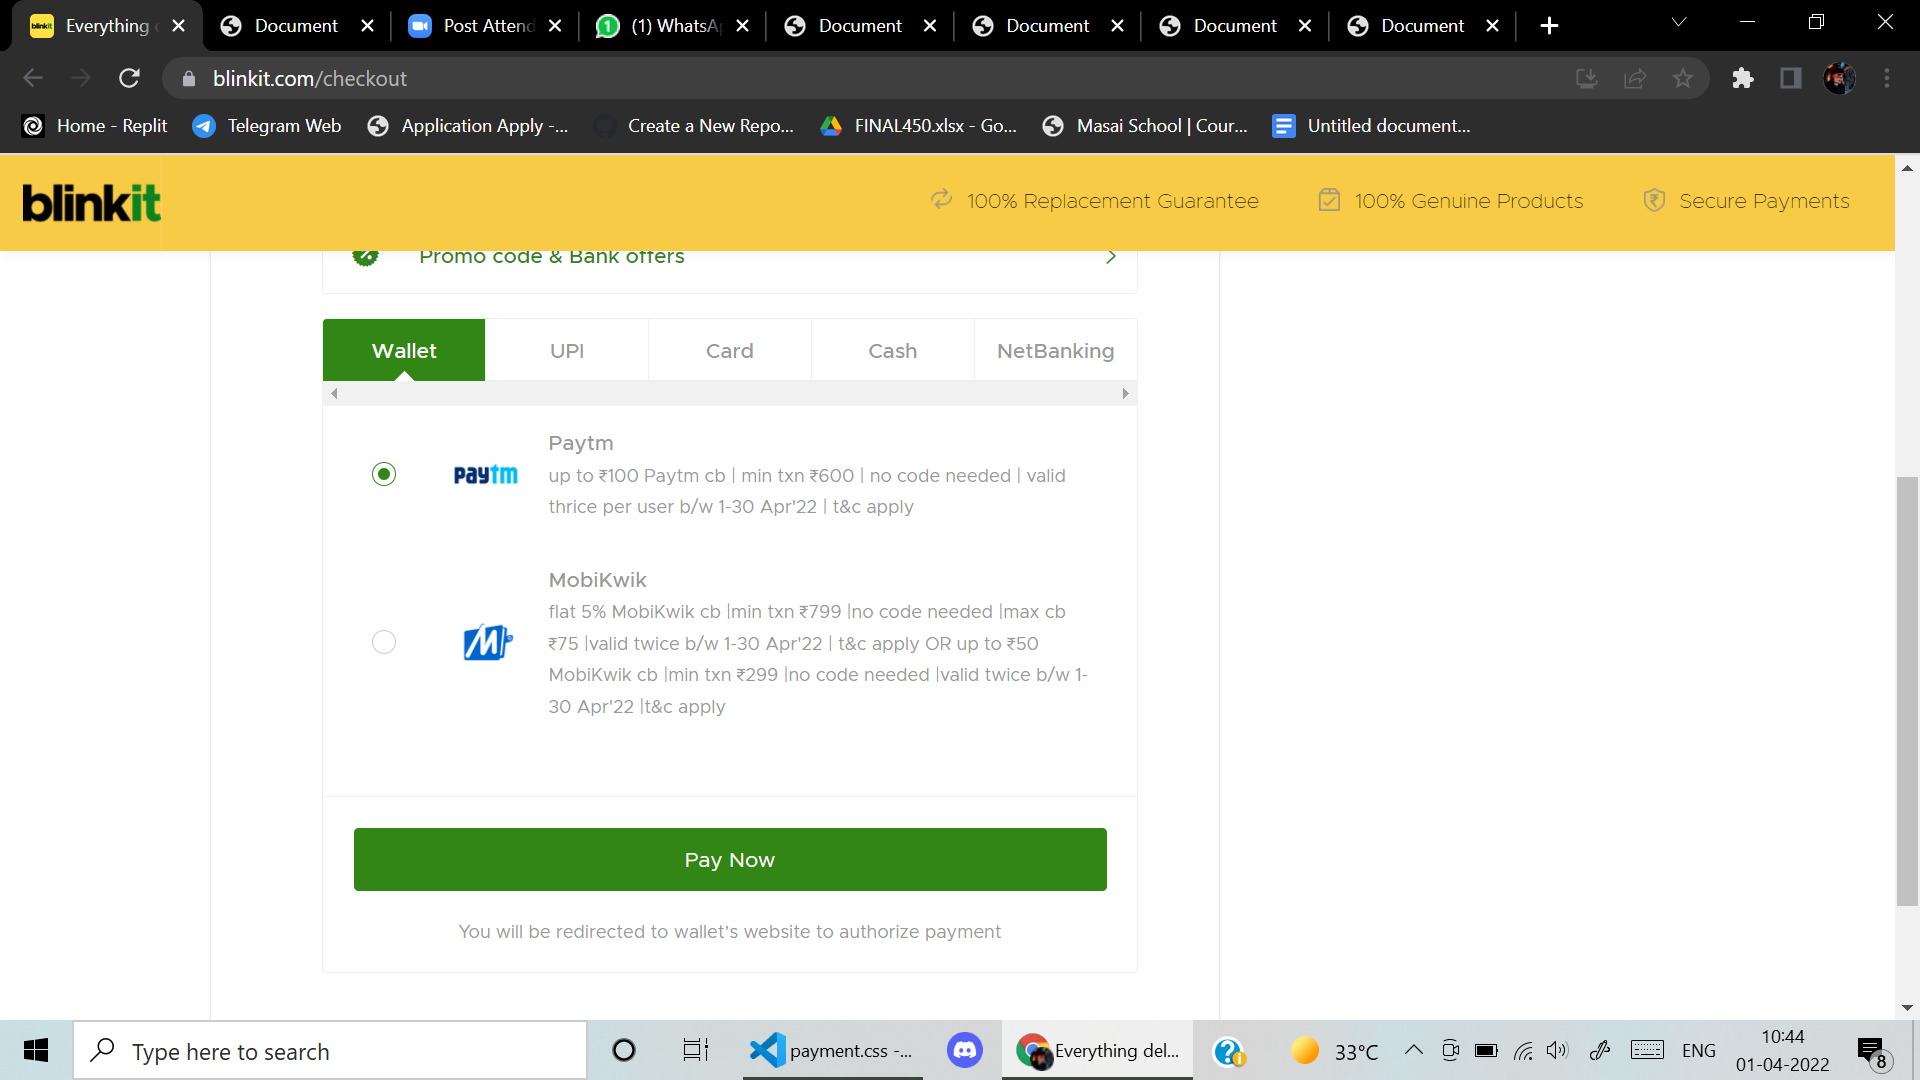 Everything
Document
Post Attend
(1) WhatsA
Document
Document
Document
Document
blinkit.com/checkout
Home - Replit
Telegram Web
Application Apply -...
Create a New Repo...
FINAL450.xlsx - Go...
Masai School | Cour...
Untitled document...
blinkit
100% Replacement Guarantee
100% Genuine Products
Secure Payments
Promo code & Bank offers
Wallet
UPI
Card
Cash
NetBanking
Paytm
paytm
up to ₹100 Paytm cb | min txn ₹600 | no code needed | valid
thrice per user b/w 1-30 Apr'22 | t&c apply
MobiKwik
flat 5% MobiKwik cb |min txn ₹799 |no code needed |max cb
₹75 |valid twice b/w 1-30 Apr'22 | t&c apply OR up to ₹50
MobiKwik cb |min txn ₹299 |no code needed |valid twice b/w 1-
30 Apr'22 |t&c apply
Pay Now
You will be redirected to wallet's website to authorize payment
Type here to search
payment.css -...
Everything del...
33°C
ENG
10:44
01-04-2022
8